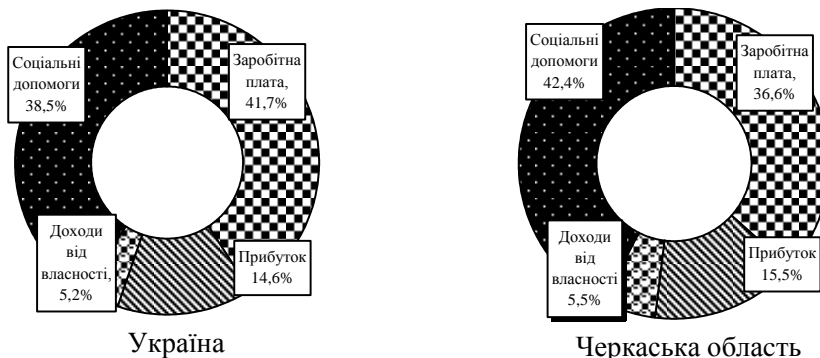 Соціальні
допомоги
38,5%
Заробітна
плата,
41,7%
Доходи
від
власності,
5,2%
Прибуток
14,6%
Україна
Соціальні
допомоги
42,4%
Заробітна
плата,
36,6%
Доходи
від
власності
5,5%
Прибуток
15,5%
Черкаська область